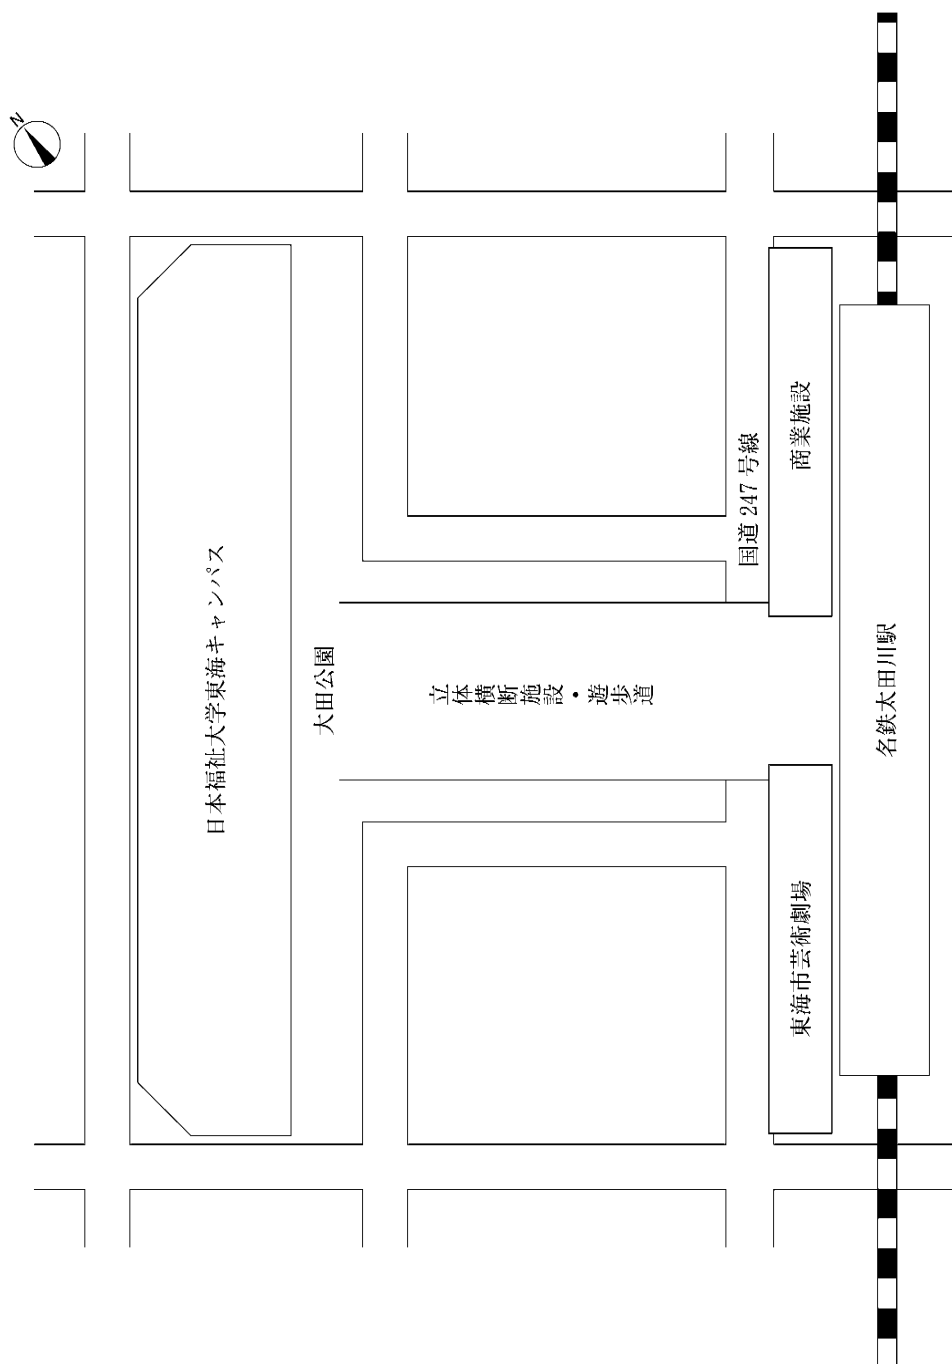 N
日本福祉大学東海キャンパス
大田公園
立体横断施設・遊歩道
国道 247 号線
商業施設
東海市芸術劇場
名鉄太田川駅